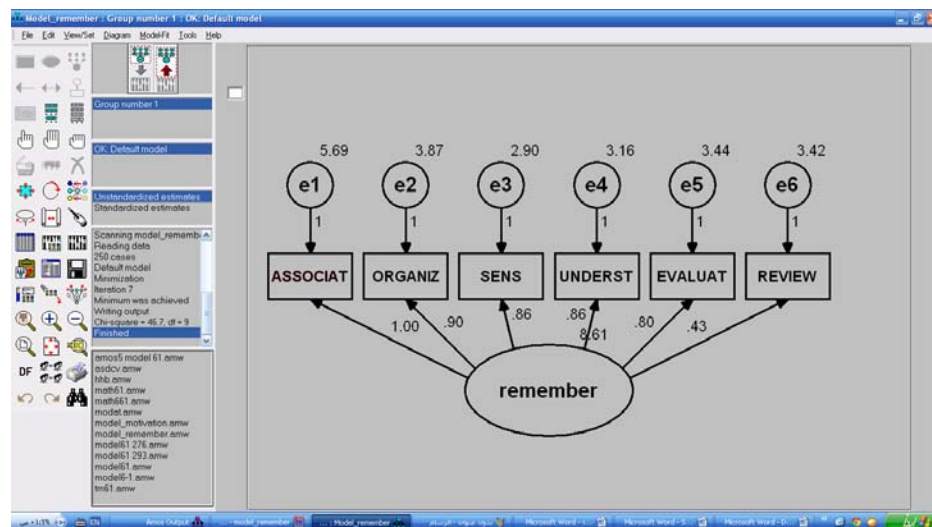 Model_remember : Group number 1 : OK: Default model
File Edit View/Set Diagram Model-Fit Tools Help
Group number 1
OK: Default model
Unstandardized estimates
Standardized estimates
Scanning model_rememb
Reading data
250 cases
Default model
Minimization
Iteration 7
Minimum was achieved
Writing output
Chi-square = 46.7, df = 9
Finished
amos5 model 61.amw
asdcv.amw
hhb.amw
math61.amw
math661.amw
modat.amw
model_motivation.amw
model_remember.amw
model61 276.amw
model61 293.amw
model61.amw
model6-1.amw
tm61.amw
DF
5.69 3.87 2.90 3.16 3.44 3.42
e1 e2 e3 e4 e5 e6
1 1 1 1 1 1
ASSOCIAT ORGANIZ SENS UNDERST EVALUAT REVIEW
1.00 .90 .86 .86 .80 .43
8.61
remember
EN Amos Output ... - model_remember ... : Model_remember Microsoft Word - Microsoft Word - S... Microsoft Word - D...